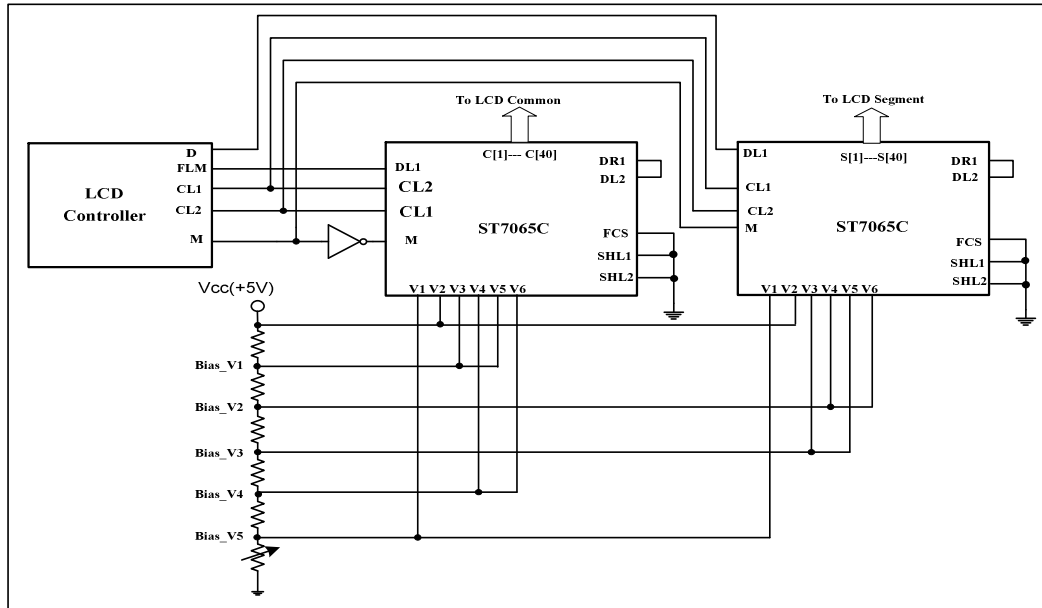 To LCD Common
To LCD Segment
LCD
Controller
D
FLM
CL1
CL2
M
C[1]--- C[40]
DL1
CL2
CL1
M
ST7065C
DR1
DL2
FCS
SHL1
SHL2
V1 V2 V3 V4 V5 V6
S[1]---S[40]
DL1
CL1
CL2
M
ST7065C
DR1
DL2
FCS
SHL1
SHL2
V1 V2 V3 V4 V5 V6
Vcc(+5V)
Bias_V1
Bias_V2
Bias_V3
Bias_V4
Bias_V5